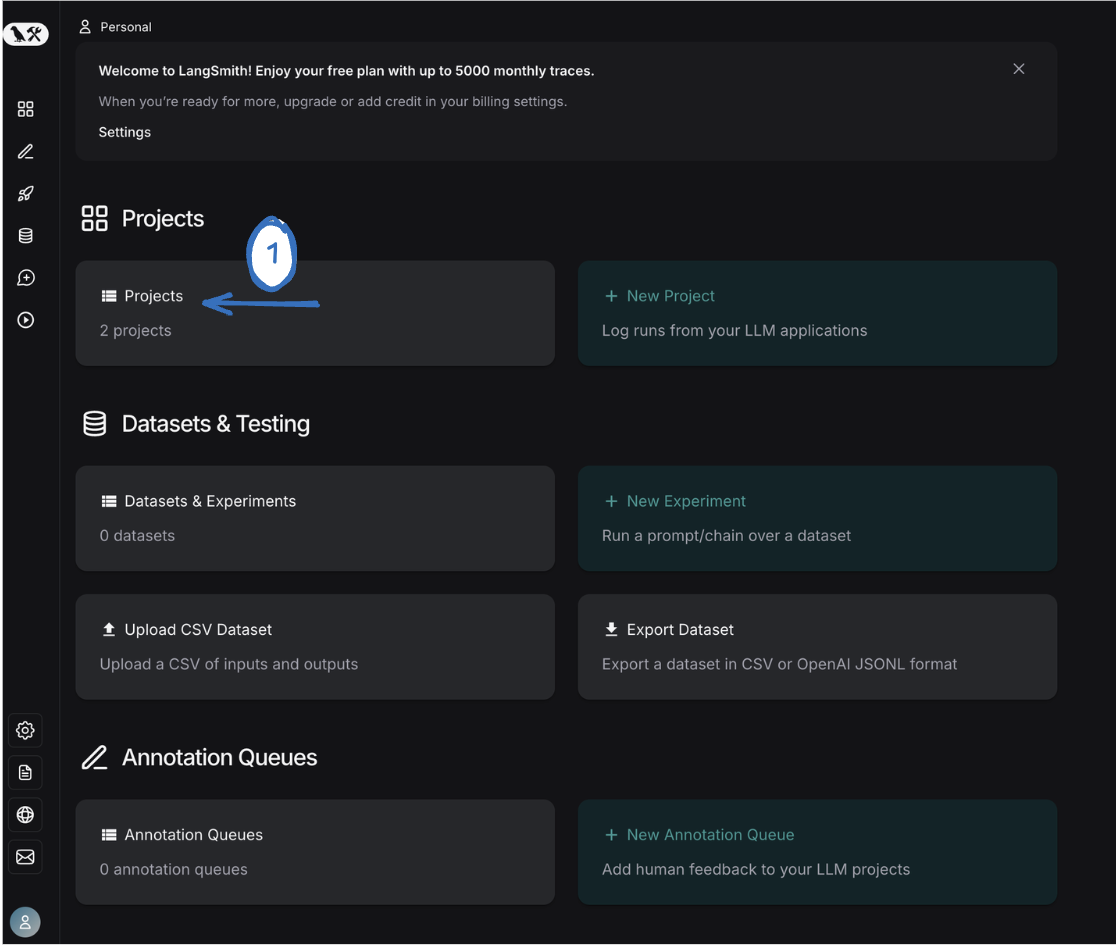 Personal
Welcome to LangSmith! Enjoy your free plan with up to 5000 monthly traces.
When you're ready for more, upgrade or add credit in your billing settings.
Settings
Projects
1
Projects
2 projects
+ New Project
Log runs from your LLM applications
Datasets & Testing
Datasets & Experiments
0 datasets
+ New Experiment
Run a prompt/chain over a dataset
Upload CSV Dataset
Upload a CSV of inputs and outputs
Export Dataset
Export a dataset in CSV or OpenAI JSONL format
Annotation Queues
Annotation Queues
0 annotation queues
+ New Annotation Queue
Add human feedback to your LLM projects